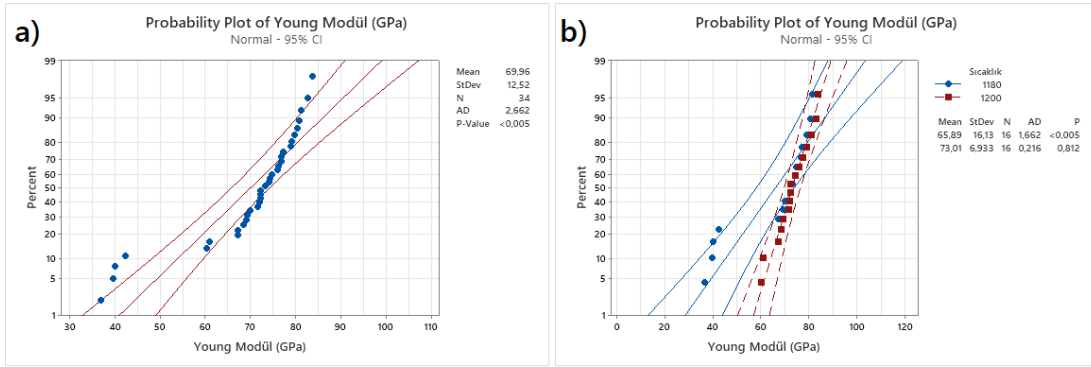 a)
Probability Plot of Young Modül (GPa)
Normal - 95% CI
99
95
90
80
70
60
50
40
30
20
10
5
1
Percent
30 40 50 60 70 80 90 100 110
Young Modül (GPa)
Mean 69,96
StDev 12,52
N 34
AD 2,662
P-Value <0,005
b)
Probability Plot of Young Modül (GPa)
Normal - 95% CI
99
95
90
80
70
60
50
40
30
20
10
5
1
Percent
0 20 40 60 80 100 120
Young Modül (GPa)
Sıcaklık
1180
1200
Mean StDev N AD P
65,89 16,13 16 1,662 <0,005
73,01 6,933 16 0,216 0,812